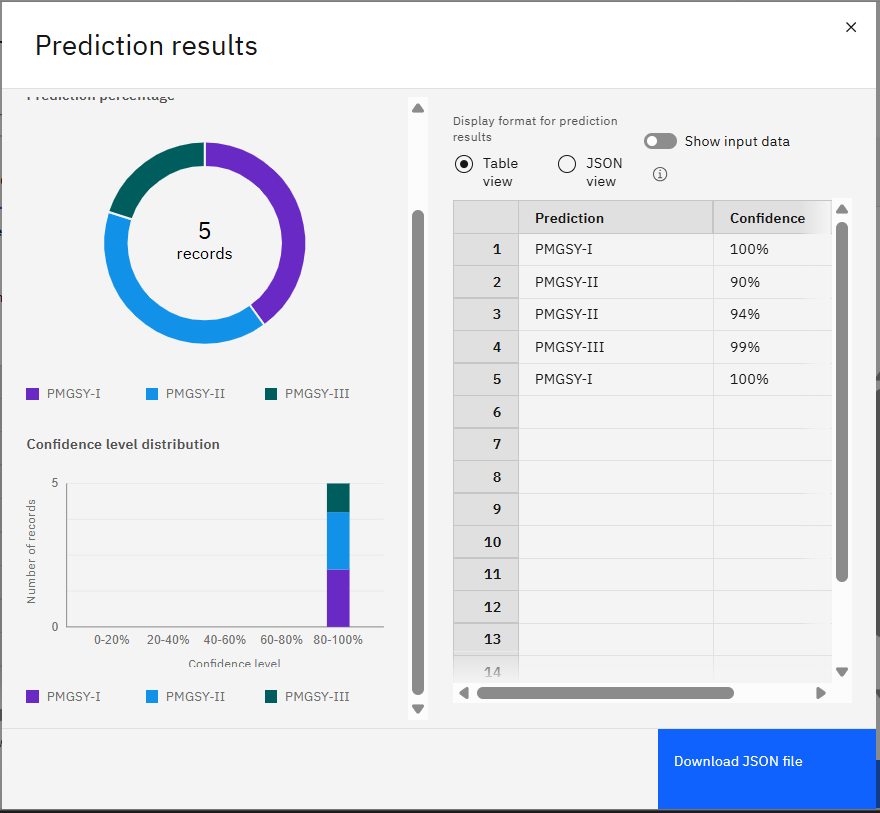 Prediction results
Prediction percentage
5
records
PMGSY-I PMGSY-II PMGSY-III
Confidence level distribution
Number of records
5
0
0-20% 20-40% 40-60% 60-80% 80-100%
Confidence level
PMGSY-I PMGSY-II PMGSY-III
Display format for prediction
results
Table
view
JSON
view
Show input data
Prediction Confidence
1 PMGSY-I 100%
2 PMGSY-II 90%
3 PMGSY-II 94%
4 PMGSY-III 99%
5 PMGSY-I 100%
6
7
8
9
10
11
12
13
14
Download JSON file